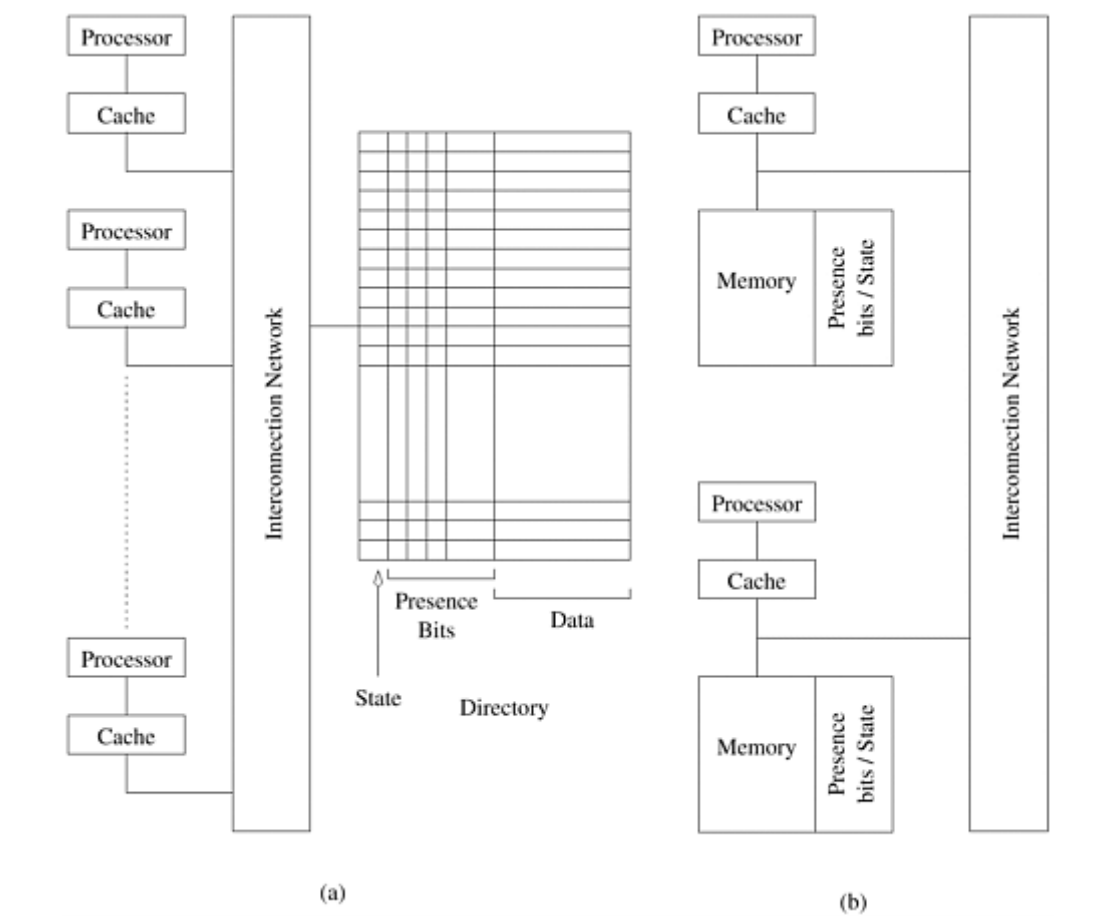 Processor
Cache
Processor
Cache
Processor
Cache
Interconnection Network
Presence
Bits
Data
State
Directory
(a)
Processor
Cache
Memory
Presence
bits / State
Processor
Cache
Memory
Presence
bits / State
Interconnection Network
(b)